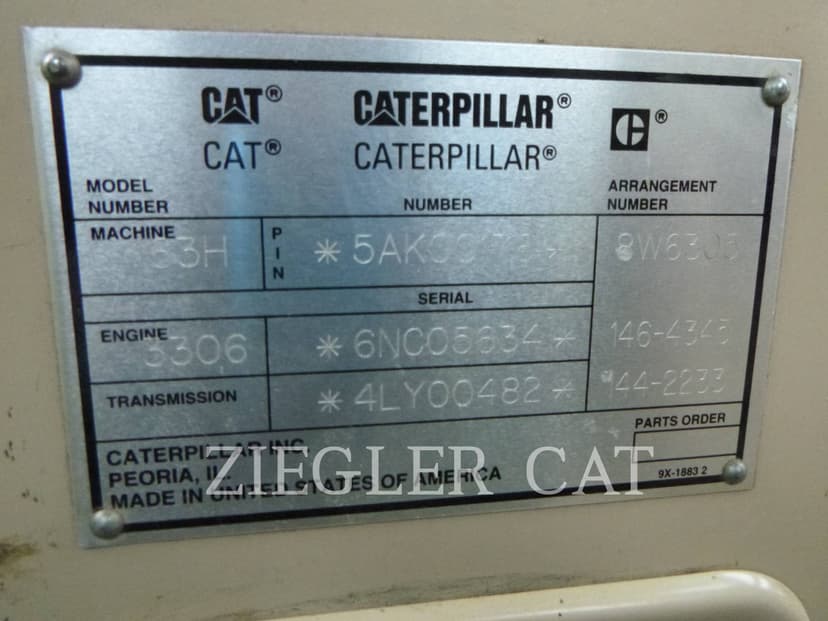 CAT® CATERPILLAR® ®
CAT® CATERPILLAR®
MODEL NUMBER NUMBER ARRANGEMENT NUMBER
MACHINE PIN
SERIAL
ENGINE 3306 *6NC05634* 146-4345
TRANSMISSION *4LY00482* 144-2233
PARTS ORDER
CATERPILLAR INC.
PEORIA, IL.
MADE IN UNITED STATES OF AMERICA
9X-1883 2
ZIEGLER CAT